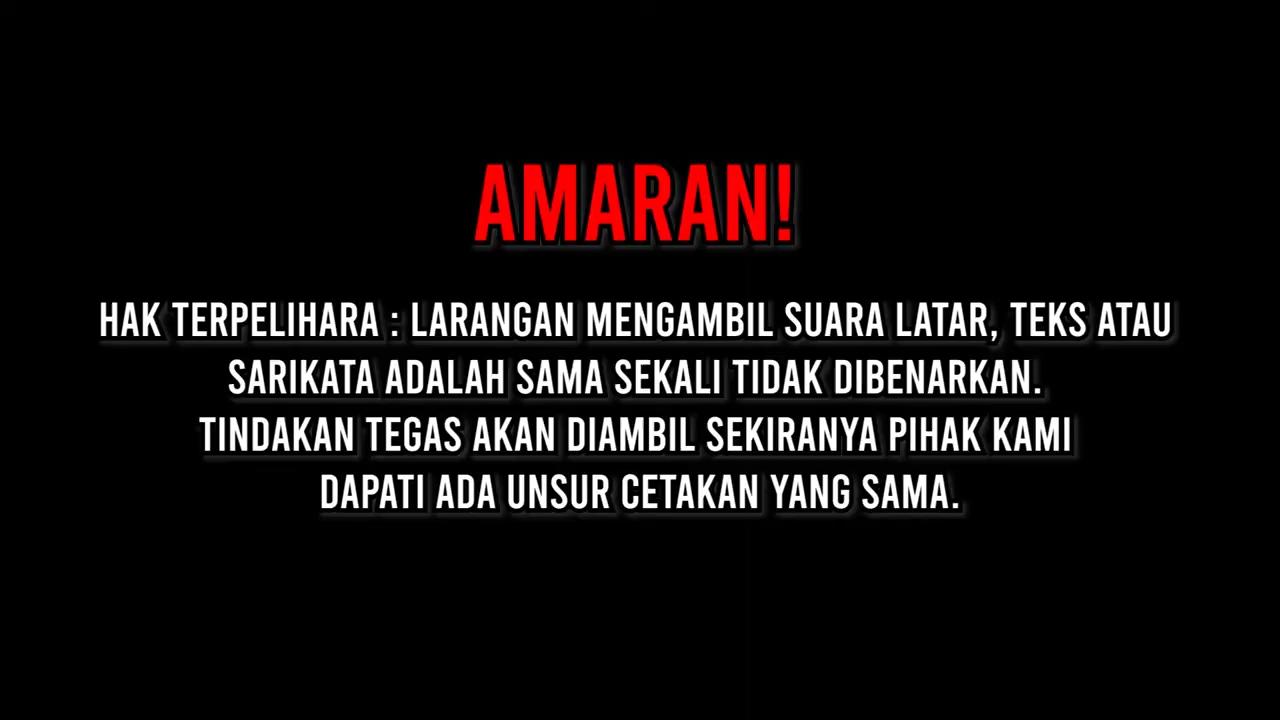 AMARAN!
HAK TERPELIHARA : LARANGAN MENGAMBIL SUARA LATAR, TEKS ATAU
SARIKATA ADALAH SAMA SEKALI TIDAK DIBENARKAN.
TINDAKAN TEGAS AKAN DIAMBIL SEKIRANYA PIHAK KAMI
DAPATI ADA UNSUR CETAKAN YANG SAMA.